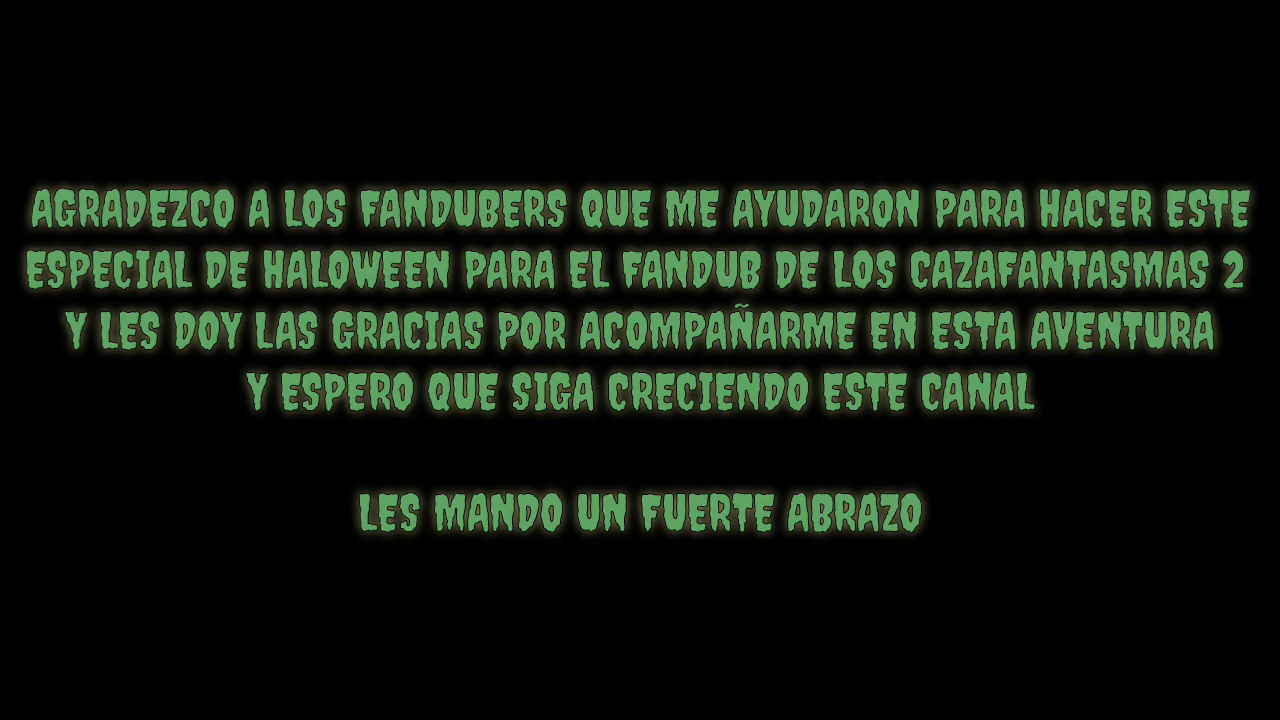 AGRADEZCO A LOS FANDUBERS QUE ME AYUDARON PARA HACER ESTE
ESPECIAL DE HALOWEEN PARA EL FANDUB DE LOS CAZAFANTASMAS 2
Y LES DOY LAS GRACIAS POR ACOMPAÑARME EN ESTA AVENTURA
Y ESPERO QUE SIGA CRECIENDO ESTE CANAL
LES MANDO UN FUERTE ABRAZO